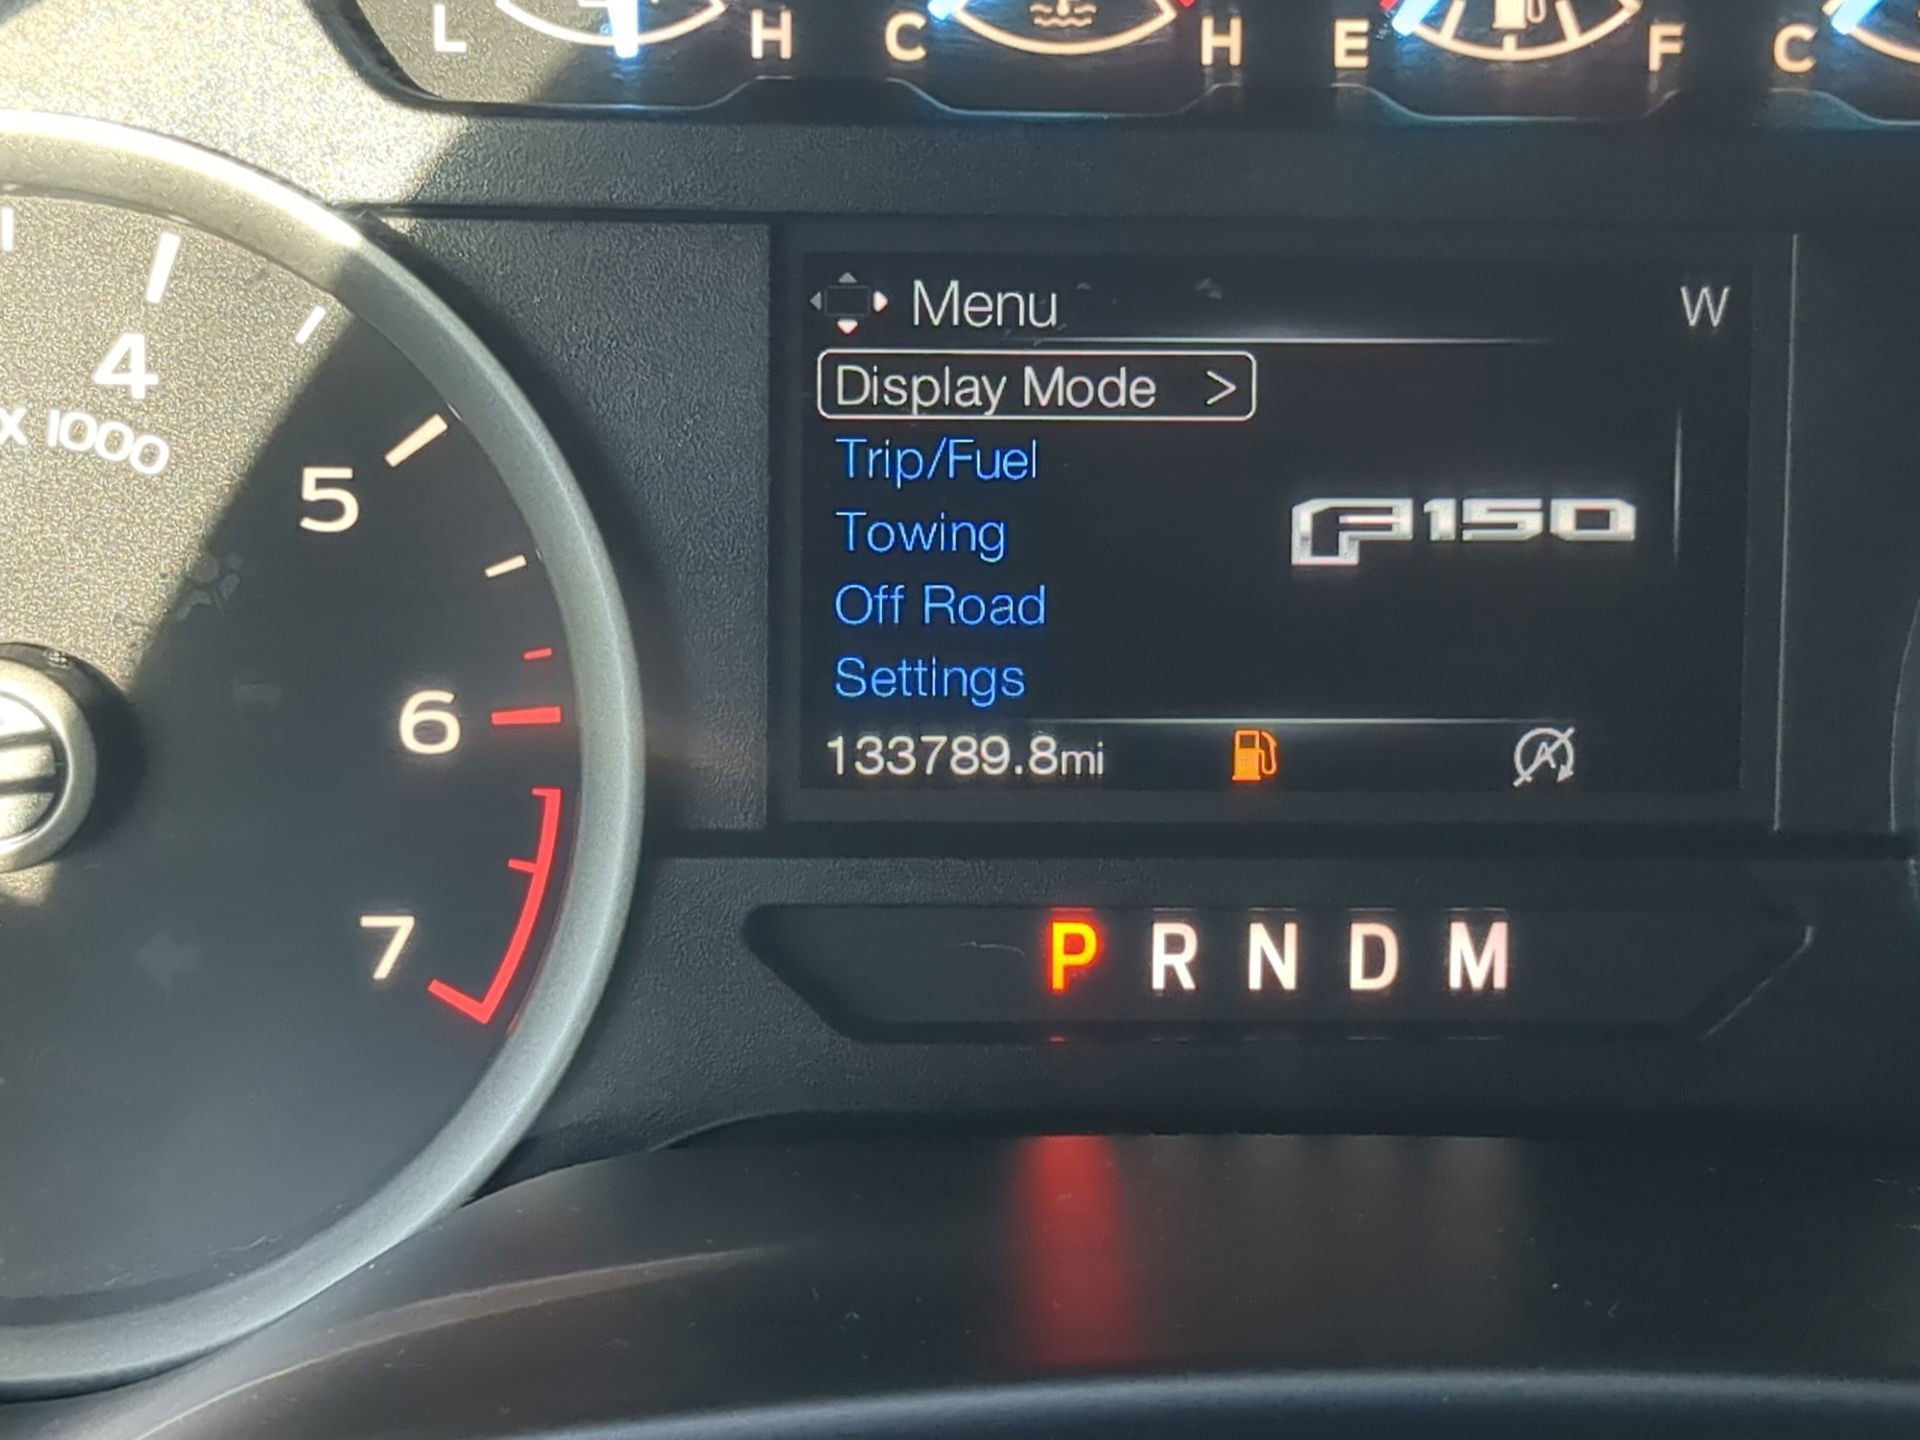 L H C H E F C
Menu W
Display Mode >
Trip/Fuel
Towing
Off Road
Settings
F150
133789.8mi
P R N D M
4
X 1000
5
6
7